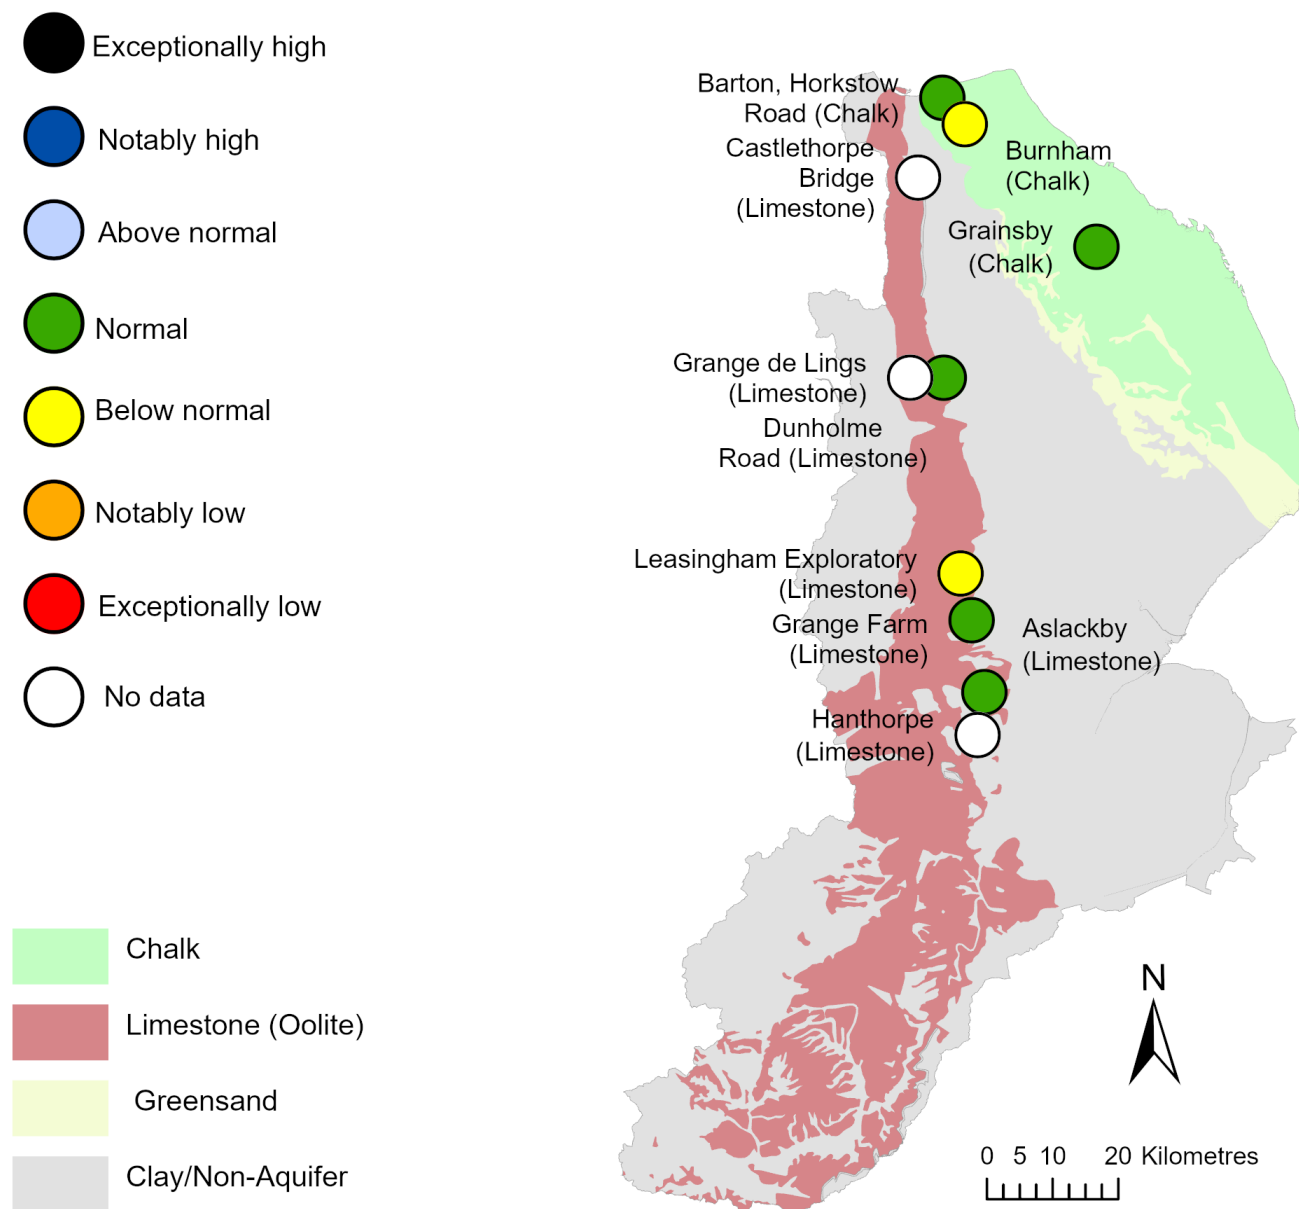 Exceptionally high
Notably high
Above normal
Normal
Below normal
Notably low
Exceptionally low
No data
Chalk
Limestone (Oolite)
Greensand
Clay/Non-Aquifer
Barton, Horkstow
Road (Chalk)
Castlethorpe
Bridge
(Limestone)
Burnham
(Chalk)
Grainsby
(Chalk)
Grange de Lings
(Limestone)
Dunholme
Road (Limestone)
Leasingham Exploratory
(Limestone)
Grange Farm
(Limestone)
Aslackby
(Limestone)
Hanthorpe
(Limestone)
N
0 5 10 20 Kilometres